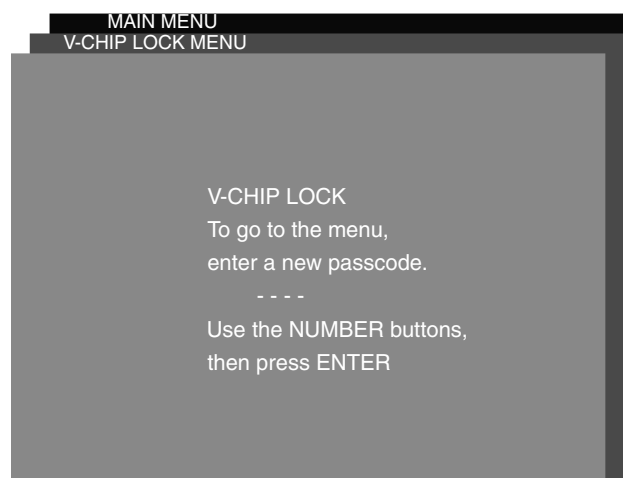 MAIN MENU
V-CHIP LOCK MENU
V-CHIP LOCK
To go to the menu,
enter a new passcode.
- - - -
Use the NUMBER buttons,
then press ENTER